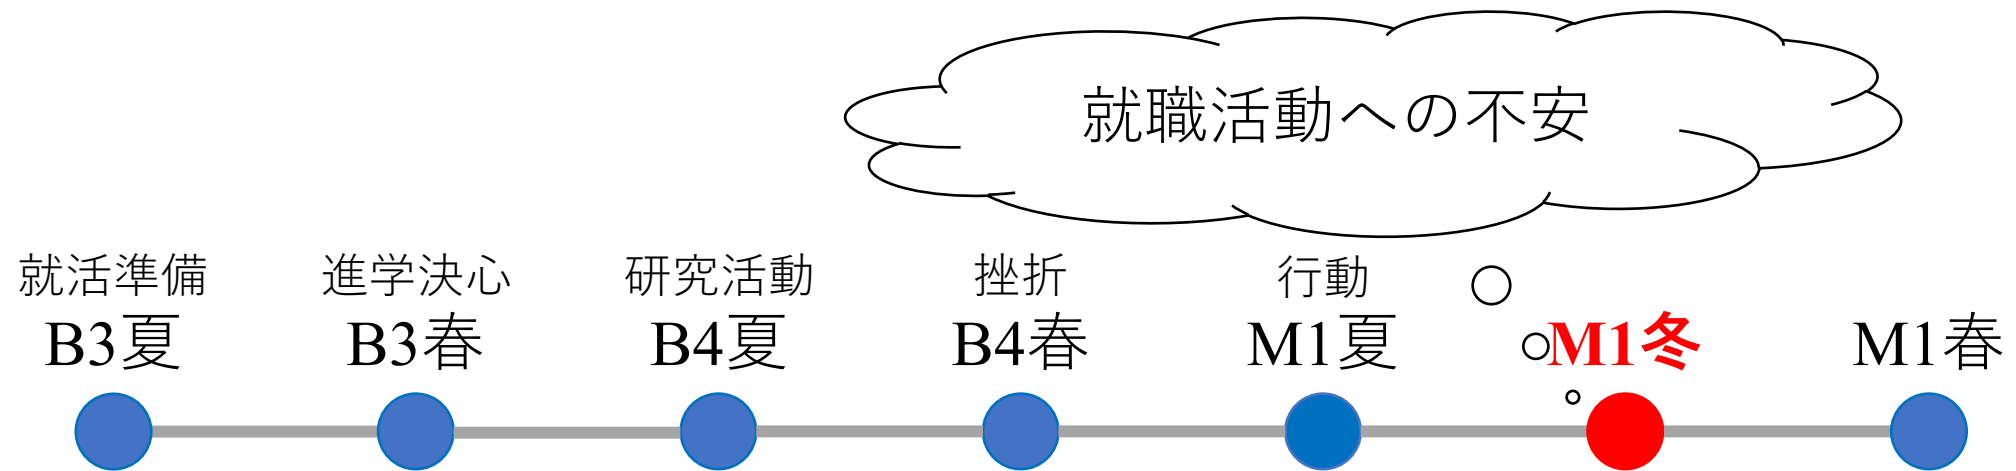 就職活動への不安
就活準備
B3夏
進学決心
B3春
研究活動
B4夏
挫折
B4春
行動
M1夏
M1冬
M1春